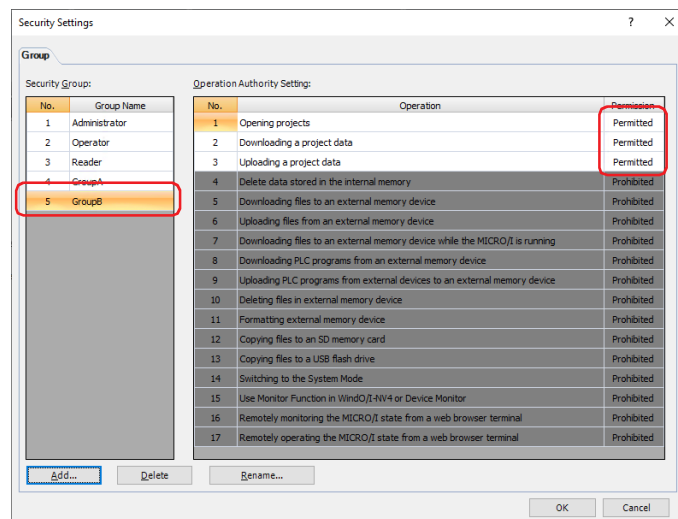 Security Settings ? ×
Group
Security Group: Operation Authority Setting:
No. Group Name No. Operation Permission
1 Administrator 1 Opening projects Permitted
2 Operator 2 Downloading a project data Permitted
3 Reader 3 Uploading a project data Permitted
4 GroupA 4 Delete data stored in the internal memory Prohibited
5 GroupB 5 Downloading files to an external memory device Prohibited
6 Uploading files from an external memory device Prohibited
7 Downloading files to an external memory device while the MICRO/I is running Prohibited
8 Downloading PLC programs from an external memory device Prohibited
9 Uploading PLC programs from external devices to an external memory device Prohibited
10 Deleting files in external memory device Prohibited
11 Formatting external memory device Prohibited
12 Copying files to an SD memory card Prohibited
13 Copying files to a USB flash drive Prohibited
14 Switching to the System Mode Prohibited
15 Use Monitor Function in WindO/I-NV4 or Device Monitor Prohibited
16 Remotely monitoring the MICRO/I state from a web browser terminal Prohibited
17 Remotely operating the MICRO/I state from a web browser terminal Prohibited
Add... Delete Rename...
OK Cancel